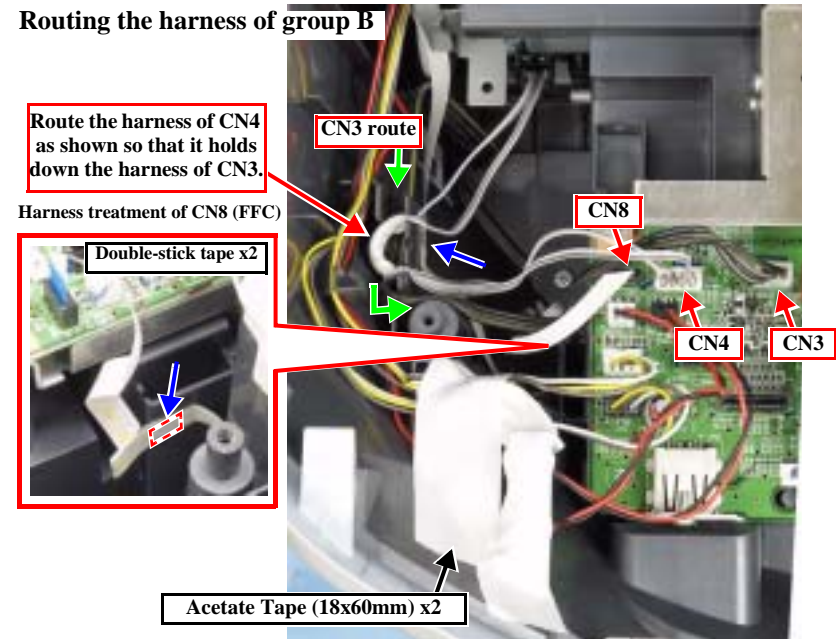 Routing the harness of group B
Route the harness of CN4
as shown so that it holds
down the harness of CN3.
CN3 route
Harness treatment of CN8 (FFC)
Double-stick tape x2
CN8
CN4
CN3
Acetate Tape (18x60mm) x2